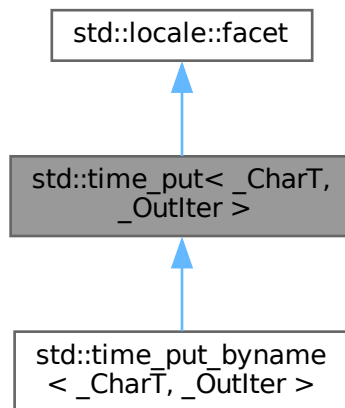 std::locale::facet
std::time_put< _CharT,
_OutIter >
std::time_put_byname
< _CharT, _OutIter >